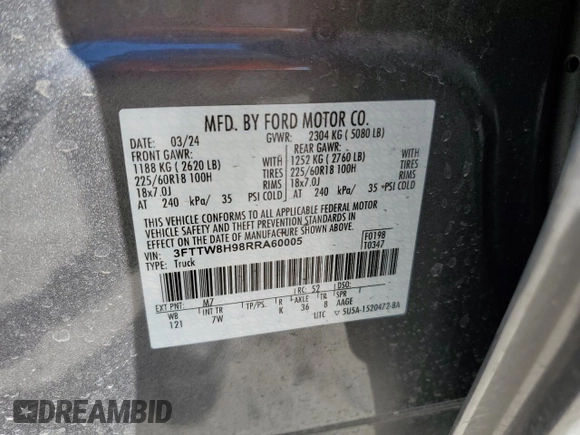 MFD. BY FORD MOTOR CO.
DATE: 03/24 GVWR: 2304 KG ( 5080 LB)
FRONT GAWR: REAR GAWR:
1188 KG ( 2620 LB) WITH 1252 KG ( 2760 LB) WITH
225/60R18 100H TIRES 225/60R18 100H TIRES
18x7.0J RIMS 18x7.0J RIMS
AT 240 kPa/ 35 PSI COLD AT 240 kPa/ 35 PSI COLD
THIS VEHICLE CONFORMS TO ALL APPLICABLE FEDERAL MOTOR
VEHICLE SAFETY AND THEFT PREVENTION STANDARDS IN
EFFECT ON THE DATE OF MANUFACTURE SHOWN ABOVE.
VIN: 3FTTW8H98RRA60005 F0198
TYPE: Truck T0347
EXT PNT: M7 RC: 52 DSO:
WB INT TR TP/PS R AXLE TR SPR
121 7W K 36 8 AAGE
UTC 5U5A-1520472-BA
DREAMBID